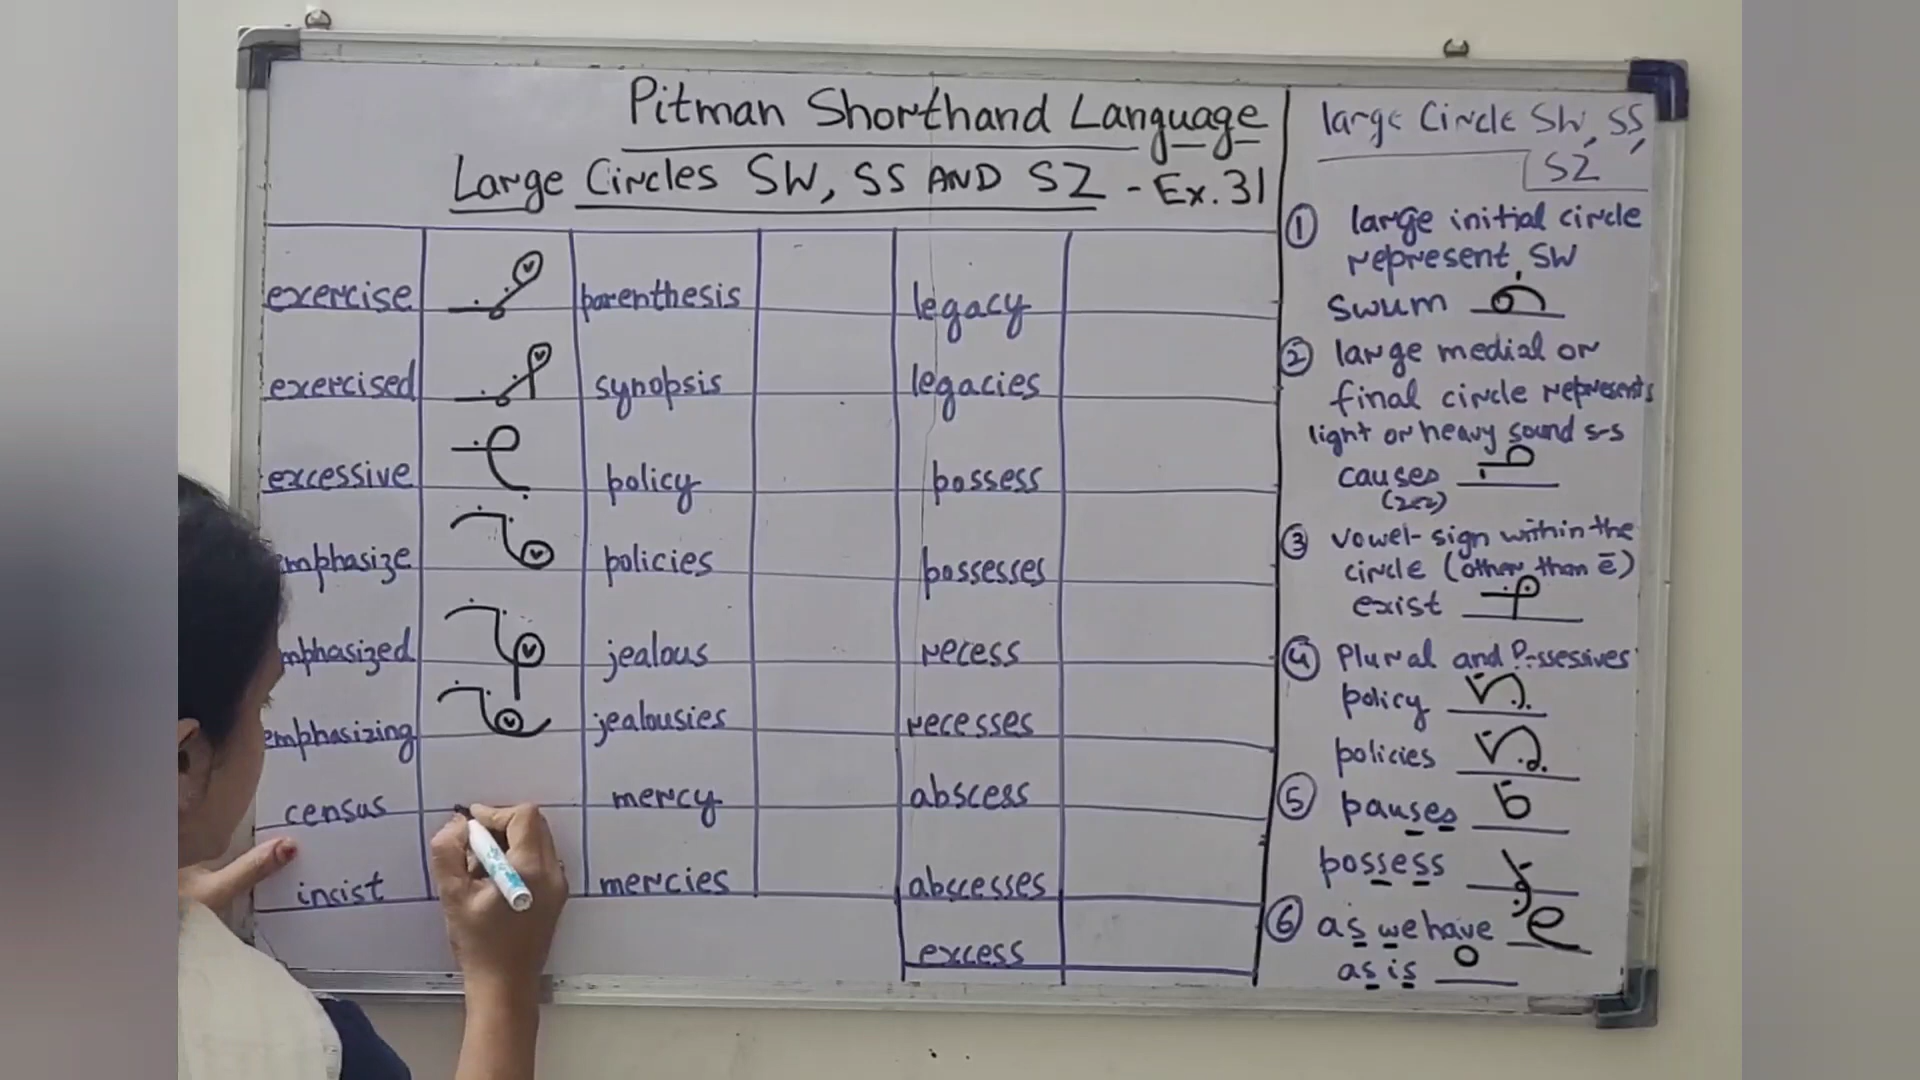 Pitman Shorthand Language
Large Circles SW, SS AND SZ - Ex. 31
exercise
exercised
excessive
emphasize
emphasized
emphasizing
census
insist
parenthesis
synopsis
policy
policies
jealous
jealousies
mercy
mercies
legacy
legacies
possess
possesses
recess
recesses
abscess
abscesses
excess
large Circle SW, SS,
SZ
① large initial circle
represent SW
swum
② large medial or
final circle represents
light or heavy sound s-s
causes
(zez)
③ vowel-sign within the
circle (other than ē)
exist
④ Plural and Possessives
policy
policies
⑤ pauses
possess
⑥ as we have
as is